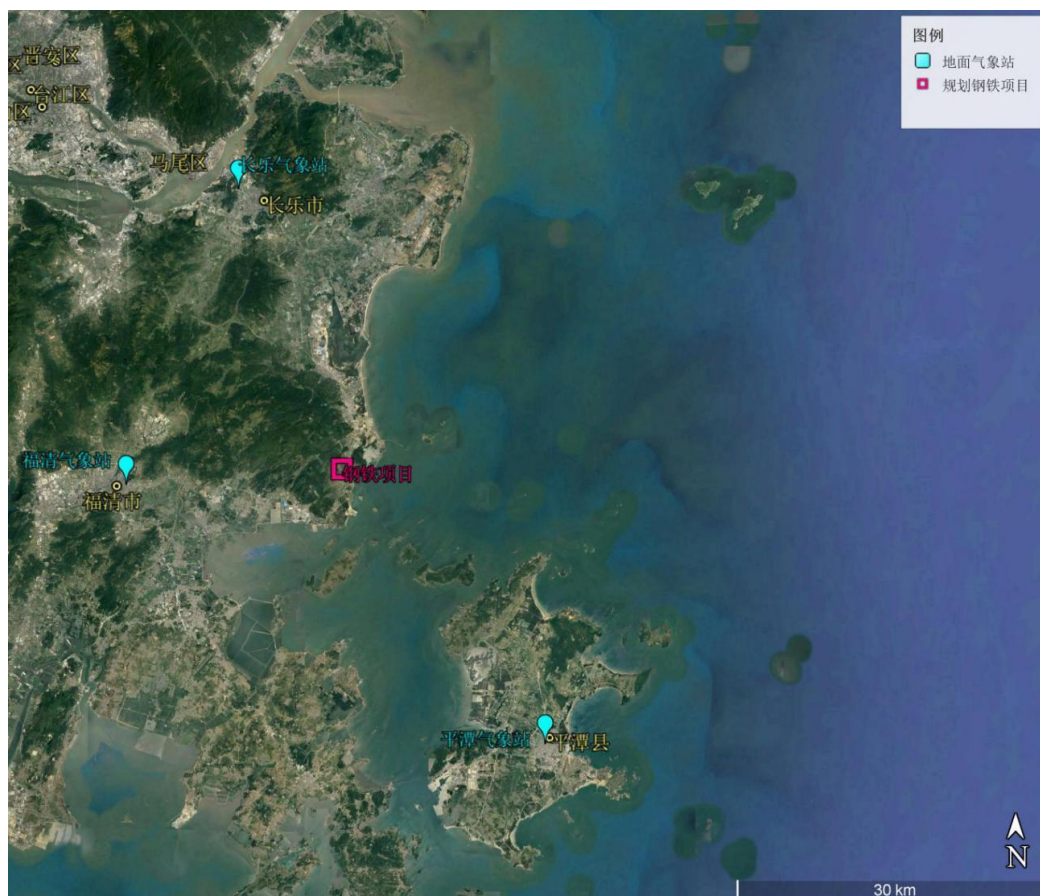 图例
地面气象站
规划钢铁项目
晋安区
区
台江区
区
马尾区
长乐气象站
长乐市
福清气象站
福清市
钢铁项目
平潭气象站
平潭县
N
30 km